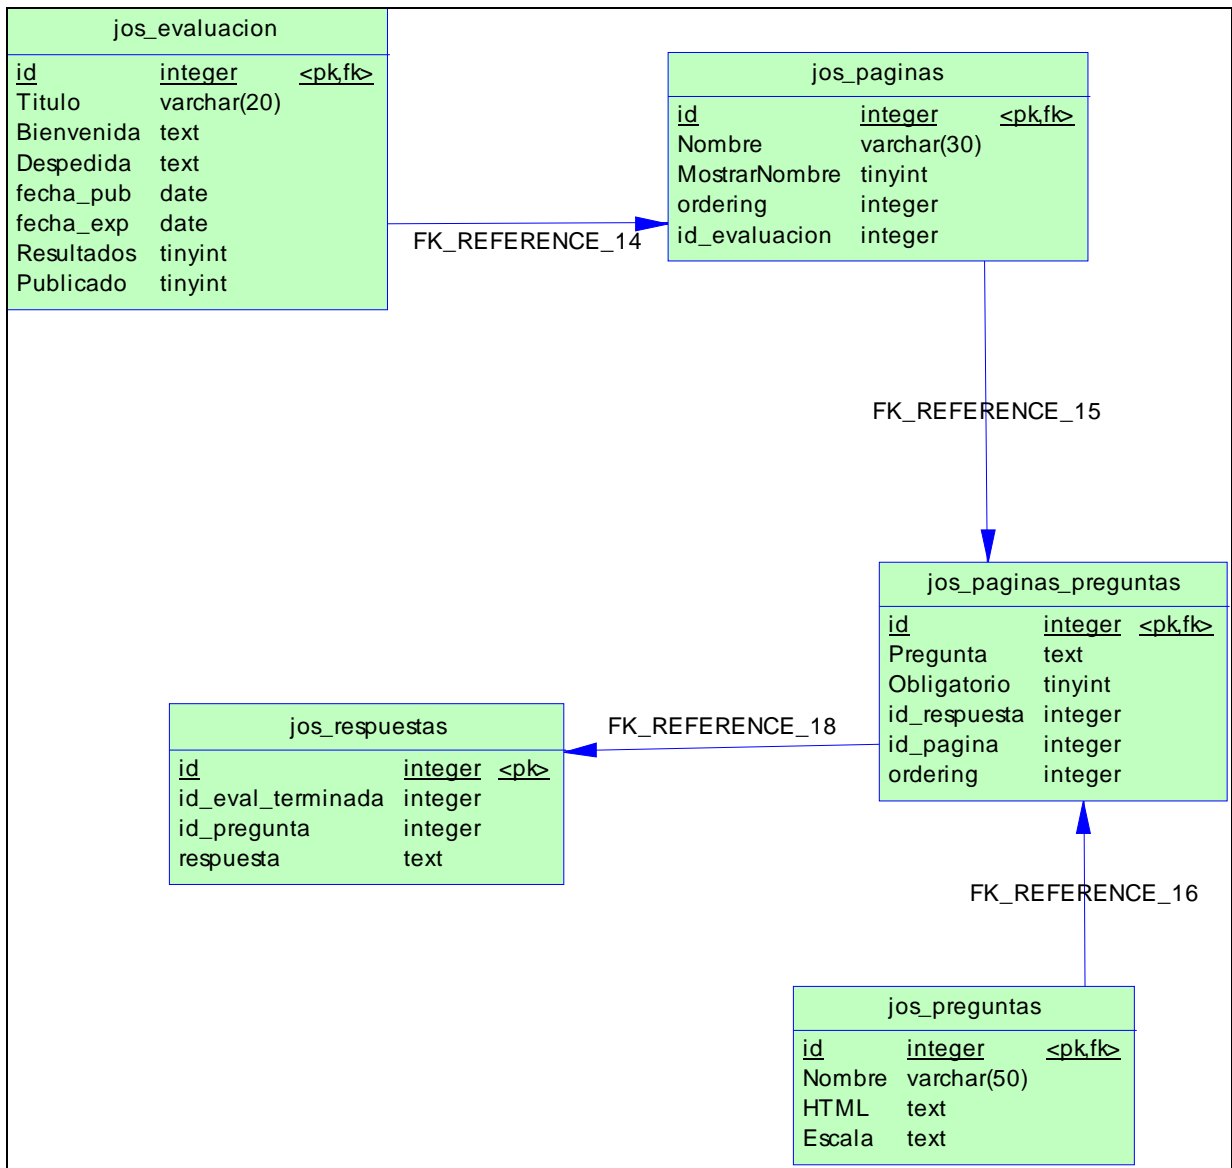 jos_evaluacion
id integer <pk,fk>
Titulo varchar(20)
Bienvenida text
Despedida text
fecha_pub date
fecha_exp date
Resultados tinyint
Publicado tinyint
FK_REFERENCE_14
jos_paginas
id integer <pk,fk>
Nombre varchar(30)
MostrarNombre tinyint
ordering integer
id_evaluacion integer
FK_REFERENCE_15
jos_paginas_preguntas
id integer <pk,fk>
Pregunta text
Obligatorio tinyint
id_respuesta integer
id_pagina integer
ordering integer
FK_REFERENCE_18
jos_respuestas
id integer <pk>
id_eval_terminada integer
id_pregunta integer
respuesta text
FK_REFERENCE_16
jos_preguntas
id integer <pk,fk>
Nombre varchar(50)
HTML text
Escala text